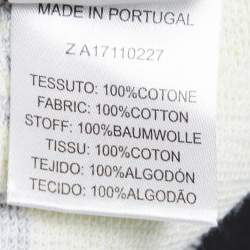 MADE IN PORTUGAL
Z A17110227
TESSUTO: 100%COTONE
FABRIC: 100%COTTON
STOFF: 100%BAUMWOLLE
TISSU: 100%COTON
TEJIDO: 100%ALGODÓN
TECIDO: 100%ALGODÃO